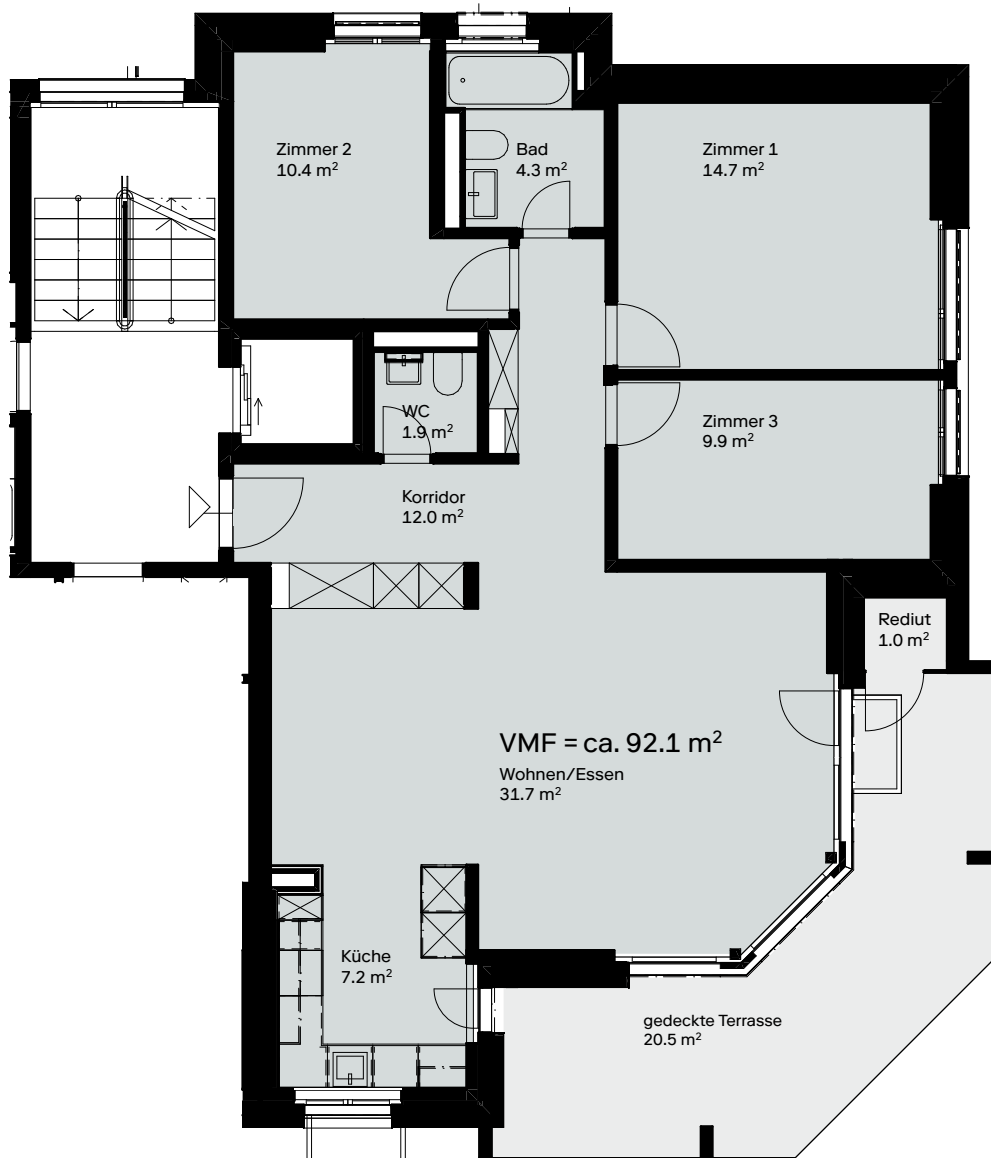 Zimmer 2
10.4 m²
Bad
4.3 m²
Zimmer 1
14.7 m²
WC
1.9 m²
Zimmer 3
9.9 m²
Korridor
12.0 m²
Rediut
1.0 m²
VMF = ca. 92.1 m²
Wohnen/Essen
31.7 m²
Küche
7.2 m²
gedeckte Terrasse
20.5 m²